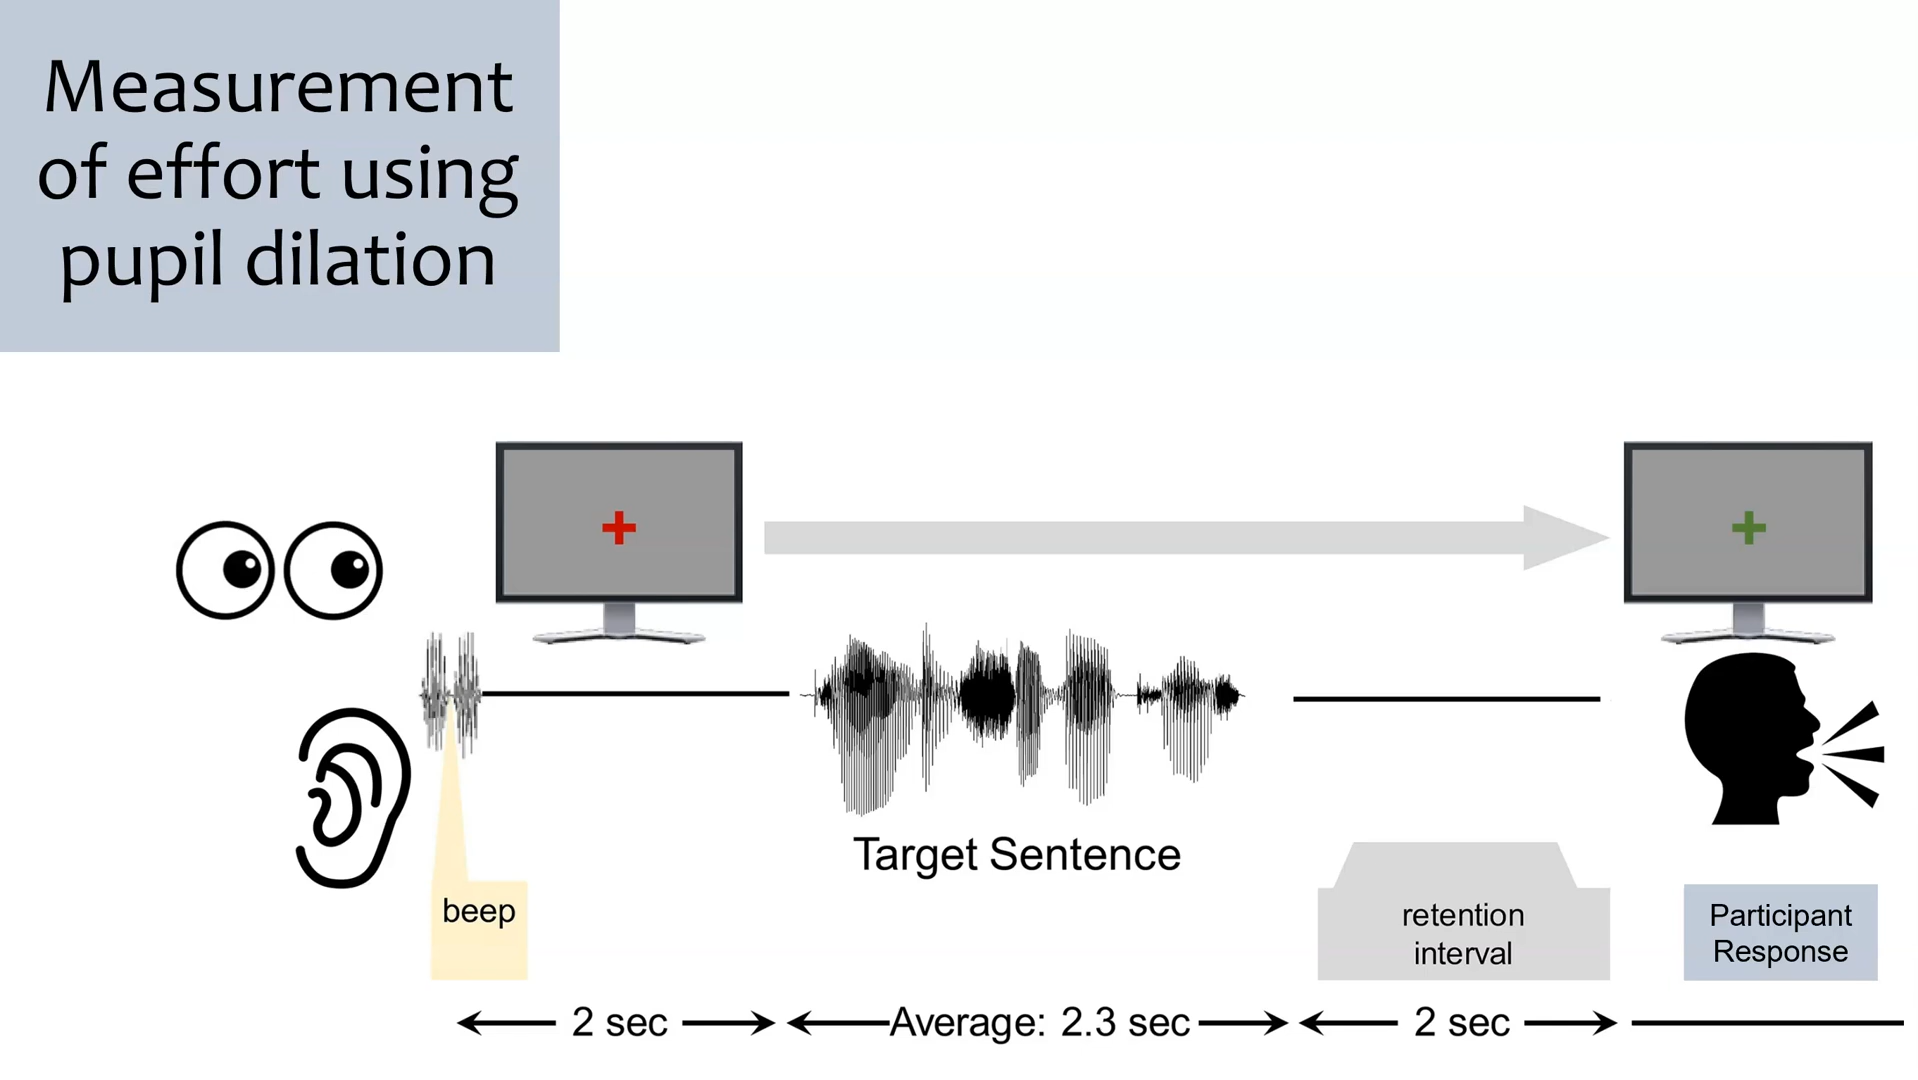 Measurement
of effort using
pupil dilation
Target Sentence
beep
retention
interval
Participant
Response
2 sec
Average: 2.3 sec
2 sec